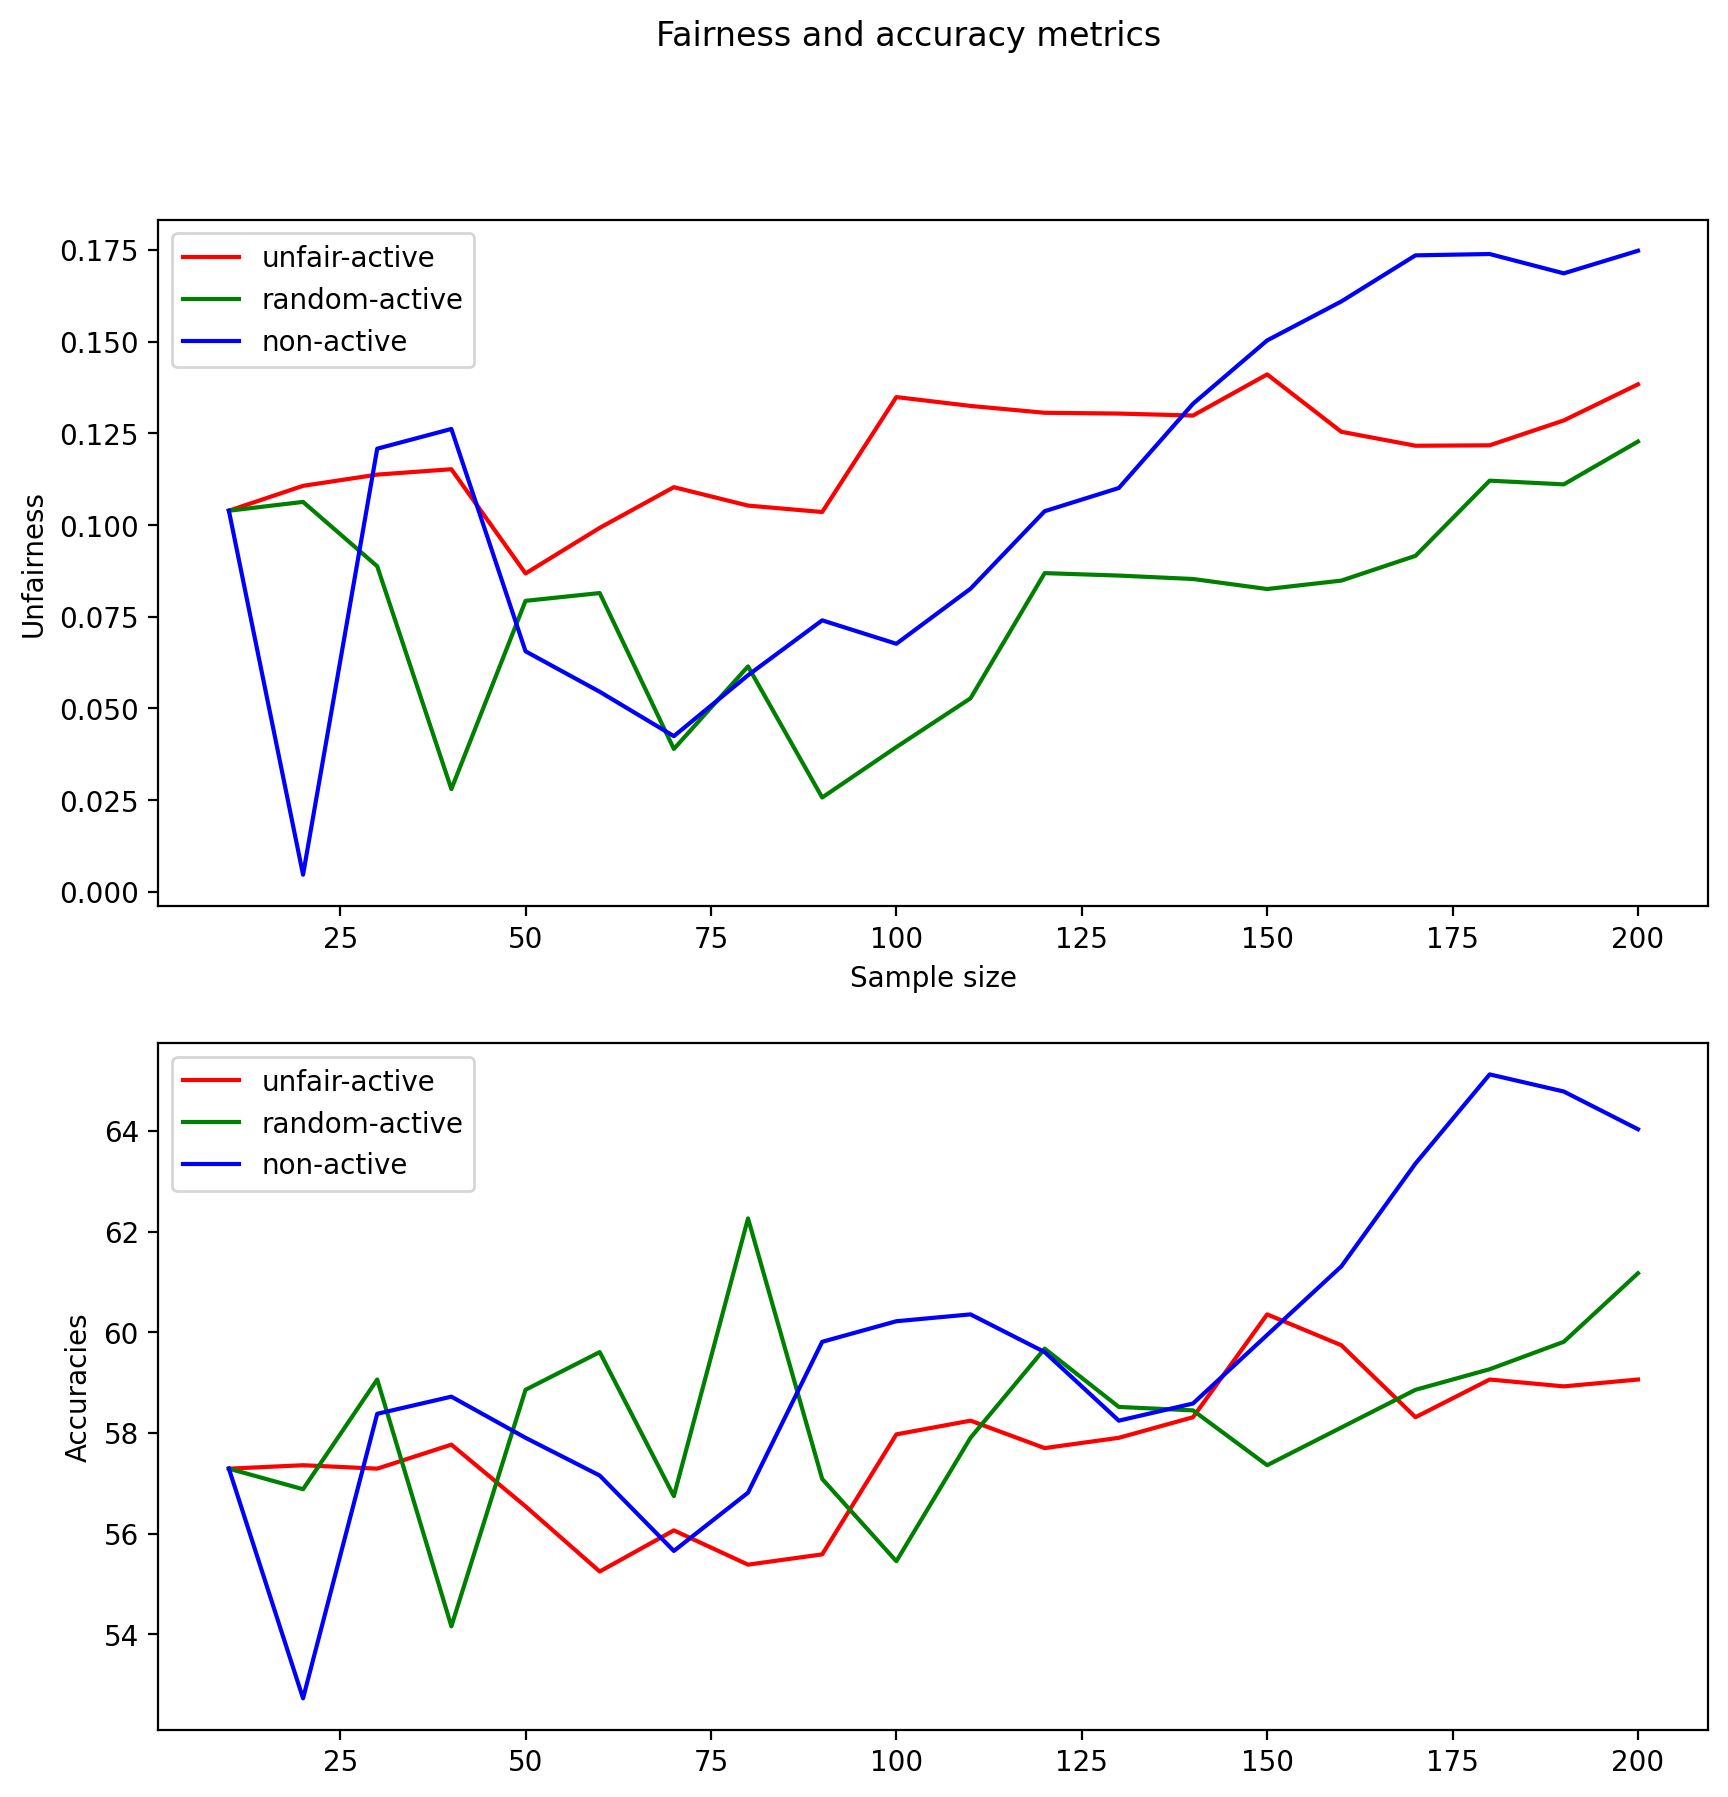 Fairness and accuracy metrics
unfair-active
random-active
non-active
Unfairness
0.175
0.150
0.125
0.100
0.075
0.050
0.025
0.000
25 50 75 100 125 150 175 200
Sample size
unfair-active
random-active
non-active
Accuracies
64
62
60
58
56
54
25 50 75 100 125 150 175 200